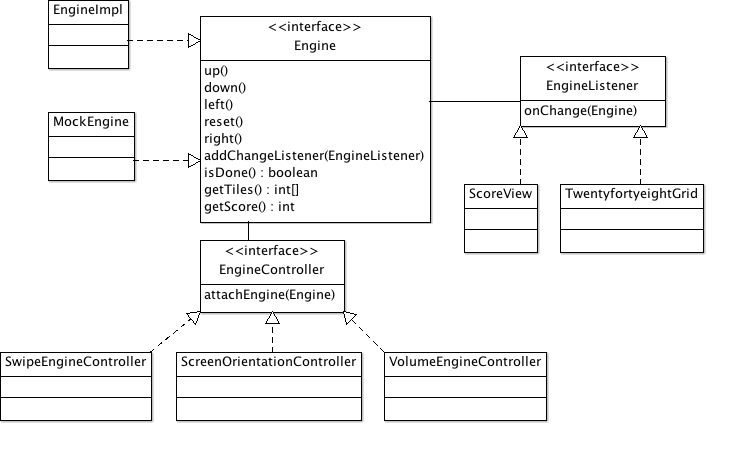 EngineImpl
<<interface>>
Engine
up()
down()
left()
reset()
right()
addChangeListener(EngineListener)
isDone() : boolean
getTiles() : int[]
getScore() : int
MockEngine
<<interface>>
EngineListener
onChange(Engine)
ScoreView
TwentyfortyeightGrid
<<interface>>
EngineController
attachEngine(Engine)
SwipeEngineController
ScreenOrientationController
VolumeEngineController